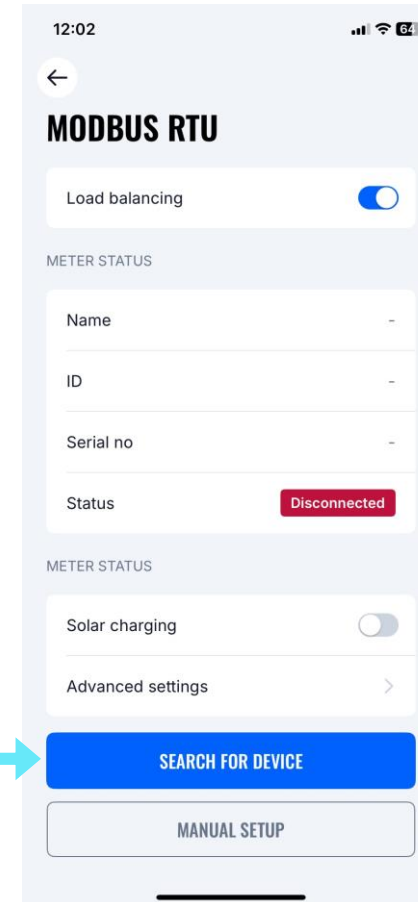 12:02
64
MODBUS RTU
Load balancing
METER STATUS
Name -
ID -
Serial no -
Status Disconnected
METER STATUS
Solar charging
Advanced settings
SEARCH FOR DEVICE
MANUAL SETUP